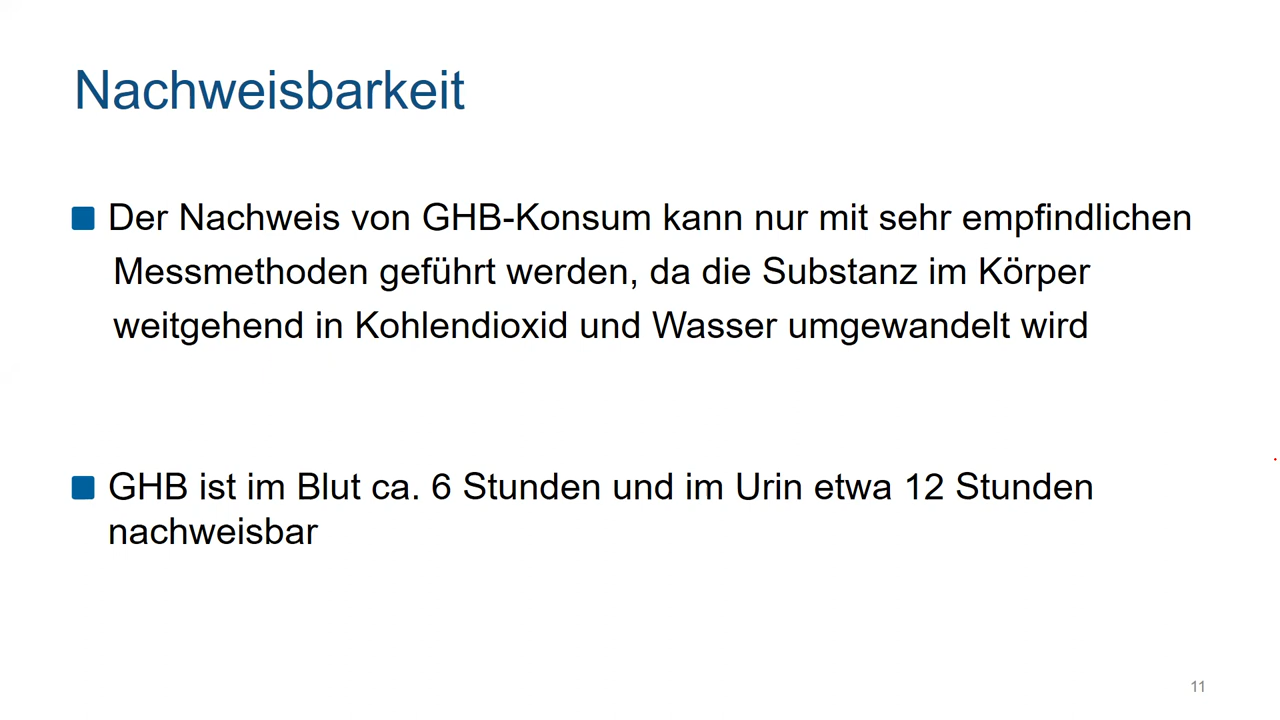 Nachweisbarkeit
Der Nachweis von GHB-Konsum kann nur mit sehr empfindlichen
Messmethoden geführt werden, da die Substanz im Körper
weitgehend in Kohlendioxid und Wasser umgewandelt wird
GHB ist im Blut ca. 6 Stunden und im Urin etwa 12 Stunden
nachweisbar
11